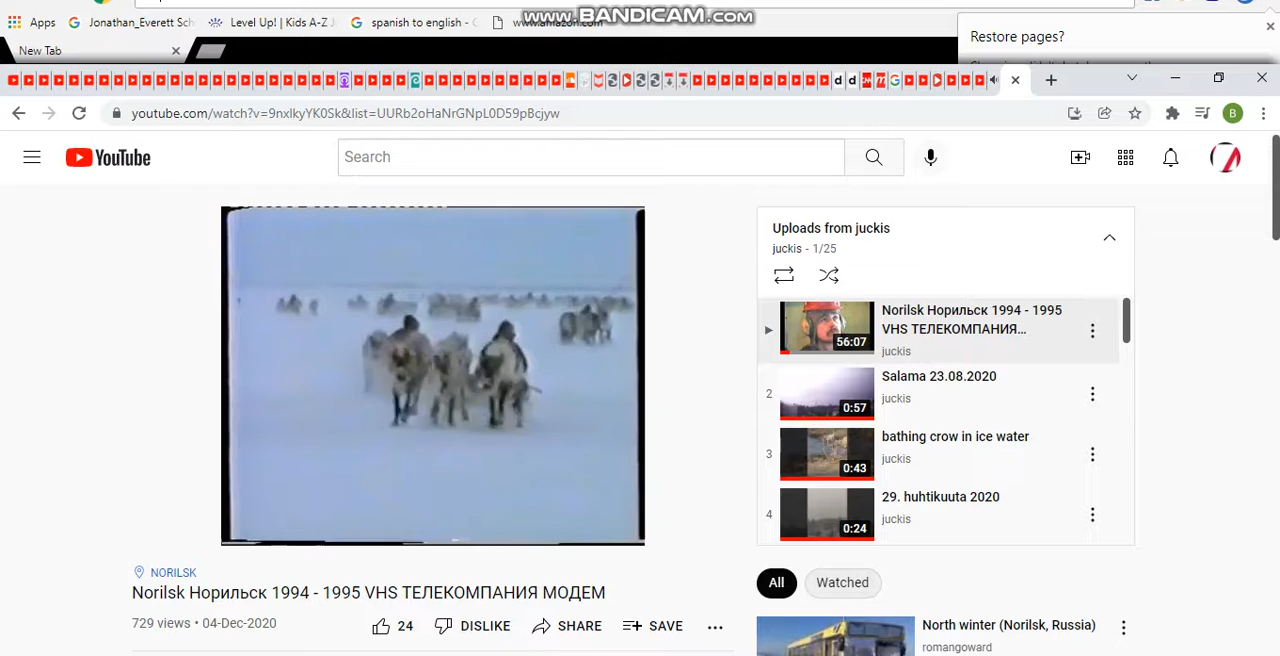 Apps
Jonathan_Everett Sch
Level Up! | Kids A-Z J
spanish to english - G
www.amazon.com
WWW.BANDICAM.COM
New Tab
Restore pages?
youtube.com/watch?v=9nxlkyYK0Sk&list=UURb2oHaNrGNpL0D59pBcjyw
B
YouTube
Search
Uploads from juckis
juckis - 1/25
Norilsk Норильск 1994 - 1995
VHS ТЕЛЕКОМПАНИЯ...
juckis
56:07
2
Salama 23.08.2020
juckis
0:57
3
bathing crow in ice water
juckis
0:43
4
29. huhtikuuta 2020
juckis
0:24
NORILSK
Norilsk Норильск 1994 - 1995 VHS ТЕЛЕКОМПАНИЯ МОДЕМ
729 views • 04-Dec-2020
24 DISLIKE SHARE SAVE
All Watched
North winter (Norilsk, Russia)
romangoward